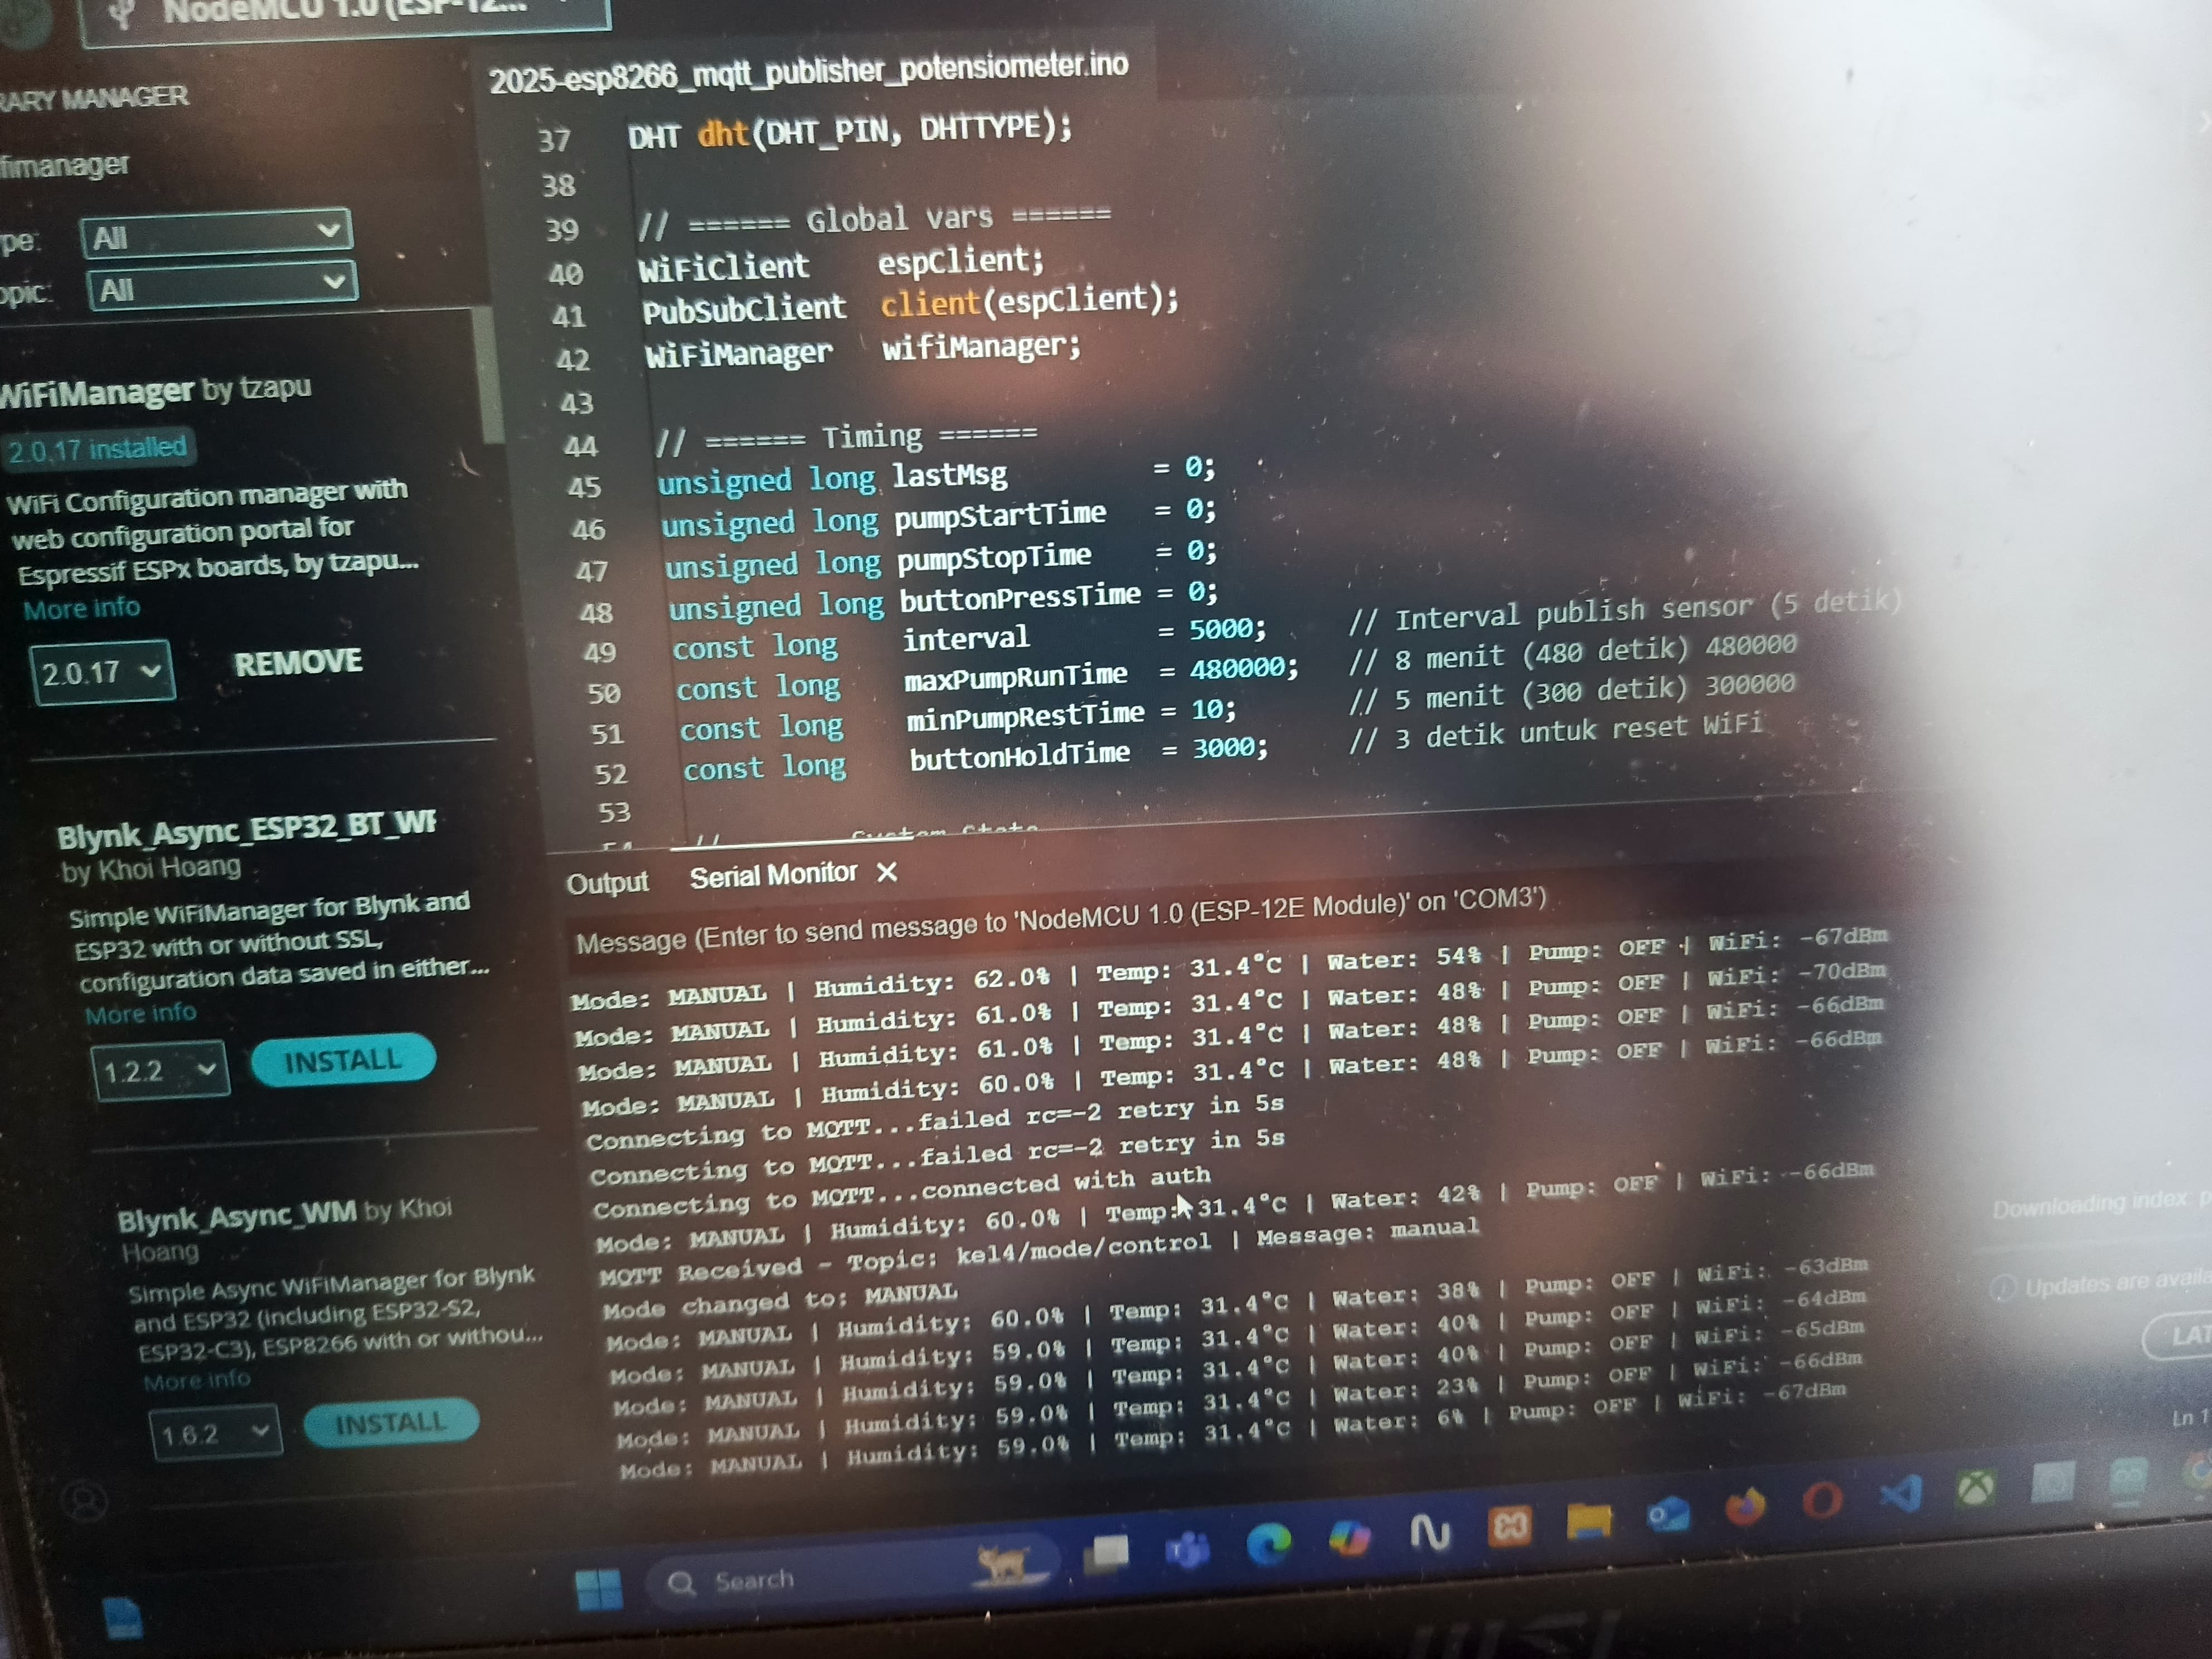 NodeMCU 1.0 (ESP-12...
RARY MANAGER
fimanager
pe: All
opic: All
WiFiManager by tzapu
2.0.17 installed
WiFi Configuration manager with
web configuration portal for
Espressif ESPx boards, by tzapu...
More info
2.0.17 REMOVE
Blynk_Async_ESP32_BT_WF
by Khoi Hoang
Simple WiFiManager for Blynk and
ESP32 with or without SSL,
configuration data saved in either...
More info
1.2.2 INSTALL
Blynk_Async_WM by Khoi
Hoang
Simple Async WiFiManager for Blynk
and ESP32 (including ESP32-S2,
ESP32-C3), ESP8266 with or withou...
More info
1.6.2 INSTALL
2025-esp8266_mqtt_publisher_potensiometer.ino
37 DHT dht(DHT_PIN, DHTTYPE);
38
39 // ====== Global vars ======
40 WiFiClient espClient;
41 PubSubClient client(espClient);
42 WiFiManager wifiManager;
43
44 // ====== Timing ======
45 unsigned long lastMsg = 0;
46 unsigned long pumpStartTime = 0;
47 unsigned long pumpStopTime = 0;
48 unsigned long buttonPressTime = 0;
49 const long interval = 5000; // Interval publish sensor (5 detik)
50 const long maxPumpRunTime = 480000; // 8 menit (480 detik) 480000
51 const long minPumpRestTime = 10; // 5 menit (300 detik) 300000
52 const long buttonHoldTime = 3000; // 3 detik untuk reset WiFi
53
Output Serial Monitor ×
Message (Enter to send message to 'NodeMCU 1.0 (ESP-12E Module)' on 'COM3')
Mode: MANUAL | Humidity: 62.0% | Temp: 31.4°C | Water: 54% | Pump: OFF | WiFi: -67dBm
Mode: MANUAL | Humidity: 61.0% | Temp: 31.4°C | Water: 48% | Pump: OFF | WiFi: -70dBm
Mode: MANUAL | Humidity: 61.0% | Temp: 31.4°C | Water: 48% | Pump: OFF | WiFi: -66dBm
Mode: MANUAL | Humidity: 60.0% | Temp: 31.4°C | Water: 48% | Pump: OFF | WiFi: -66dBm
Connecting to MQTT...failed rc=-2 retry in 5s
Connecting to MQTT...failed rc=-2 retry in 5s
Connecting to MQTT...connected with auth
Mode: MANUAL | Humidity: 60.0% | Temp: 31.4°C | Water: 42% | Pump: OFF | WiFi: -66dBm
MQTT Received - Topic: kel4/mode/control | Message: manual
Mode changed to: MANUAL
Mode: MANUAL | Humidity: 60.0% | Temp: 31.4°C | Water: 38% | Pump: OFF | WiFi: -63dBm
Mode: MANUAL | Humidity: 59.0% | Temp: 31.4°C | Water: 40% | Pump: OFF | WiFi: -64dBm
Mode: MANUAL | Humidity: 59.0% | Temp: 31.4°C | Water: 40% | Pump: OFF | WiFi: -65dBm
Mode: MANUAL | Humidity: 59.0% | Temp: 31.4°C | Water: 23% | Pump: OFF | WiFi: -66dBm
Mode: MANUAL | Humidity: 59.0% | Temp: 31.4°C | Water: 6% | Pump: OFF | WiFi: -67dBm
Downloading index: p
Updates are availa
LAT
Ln 1
Search